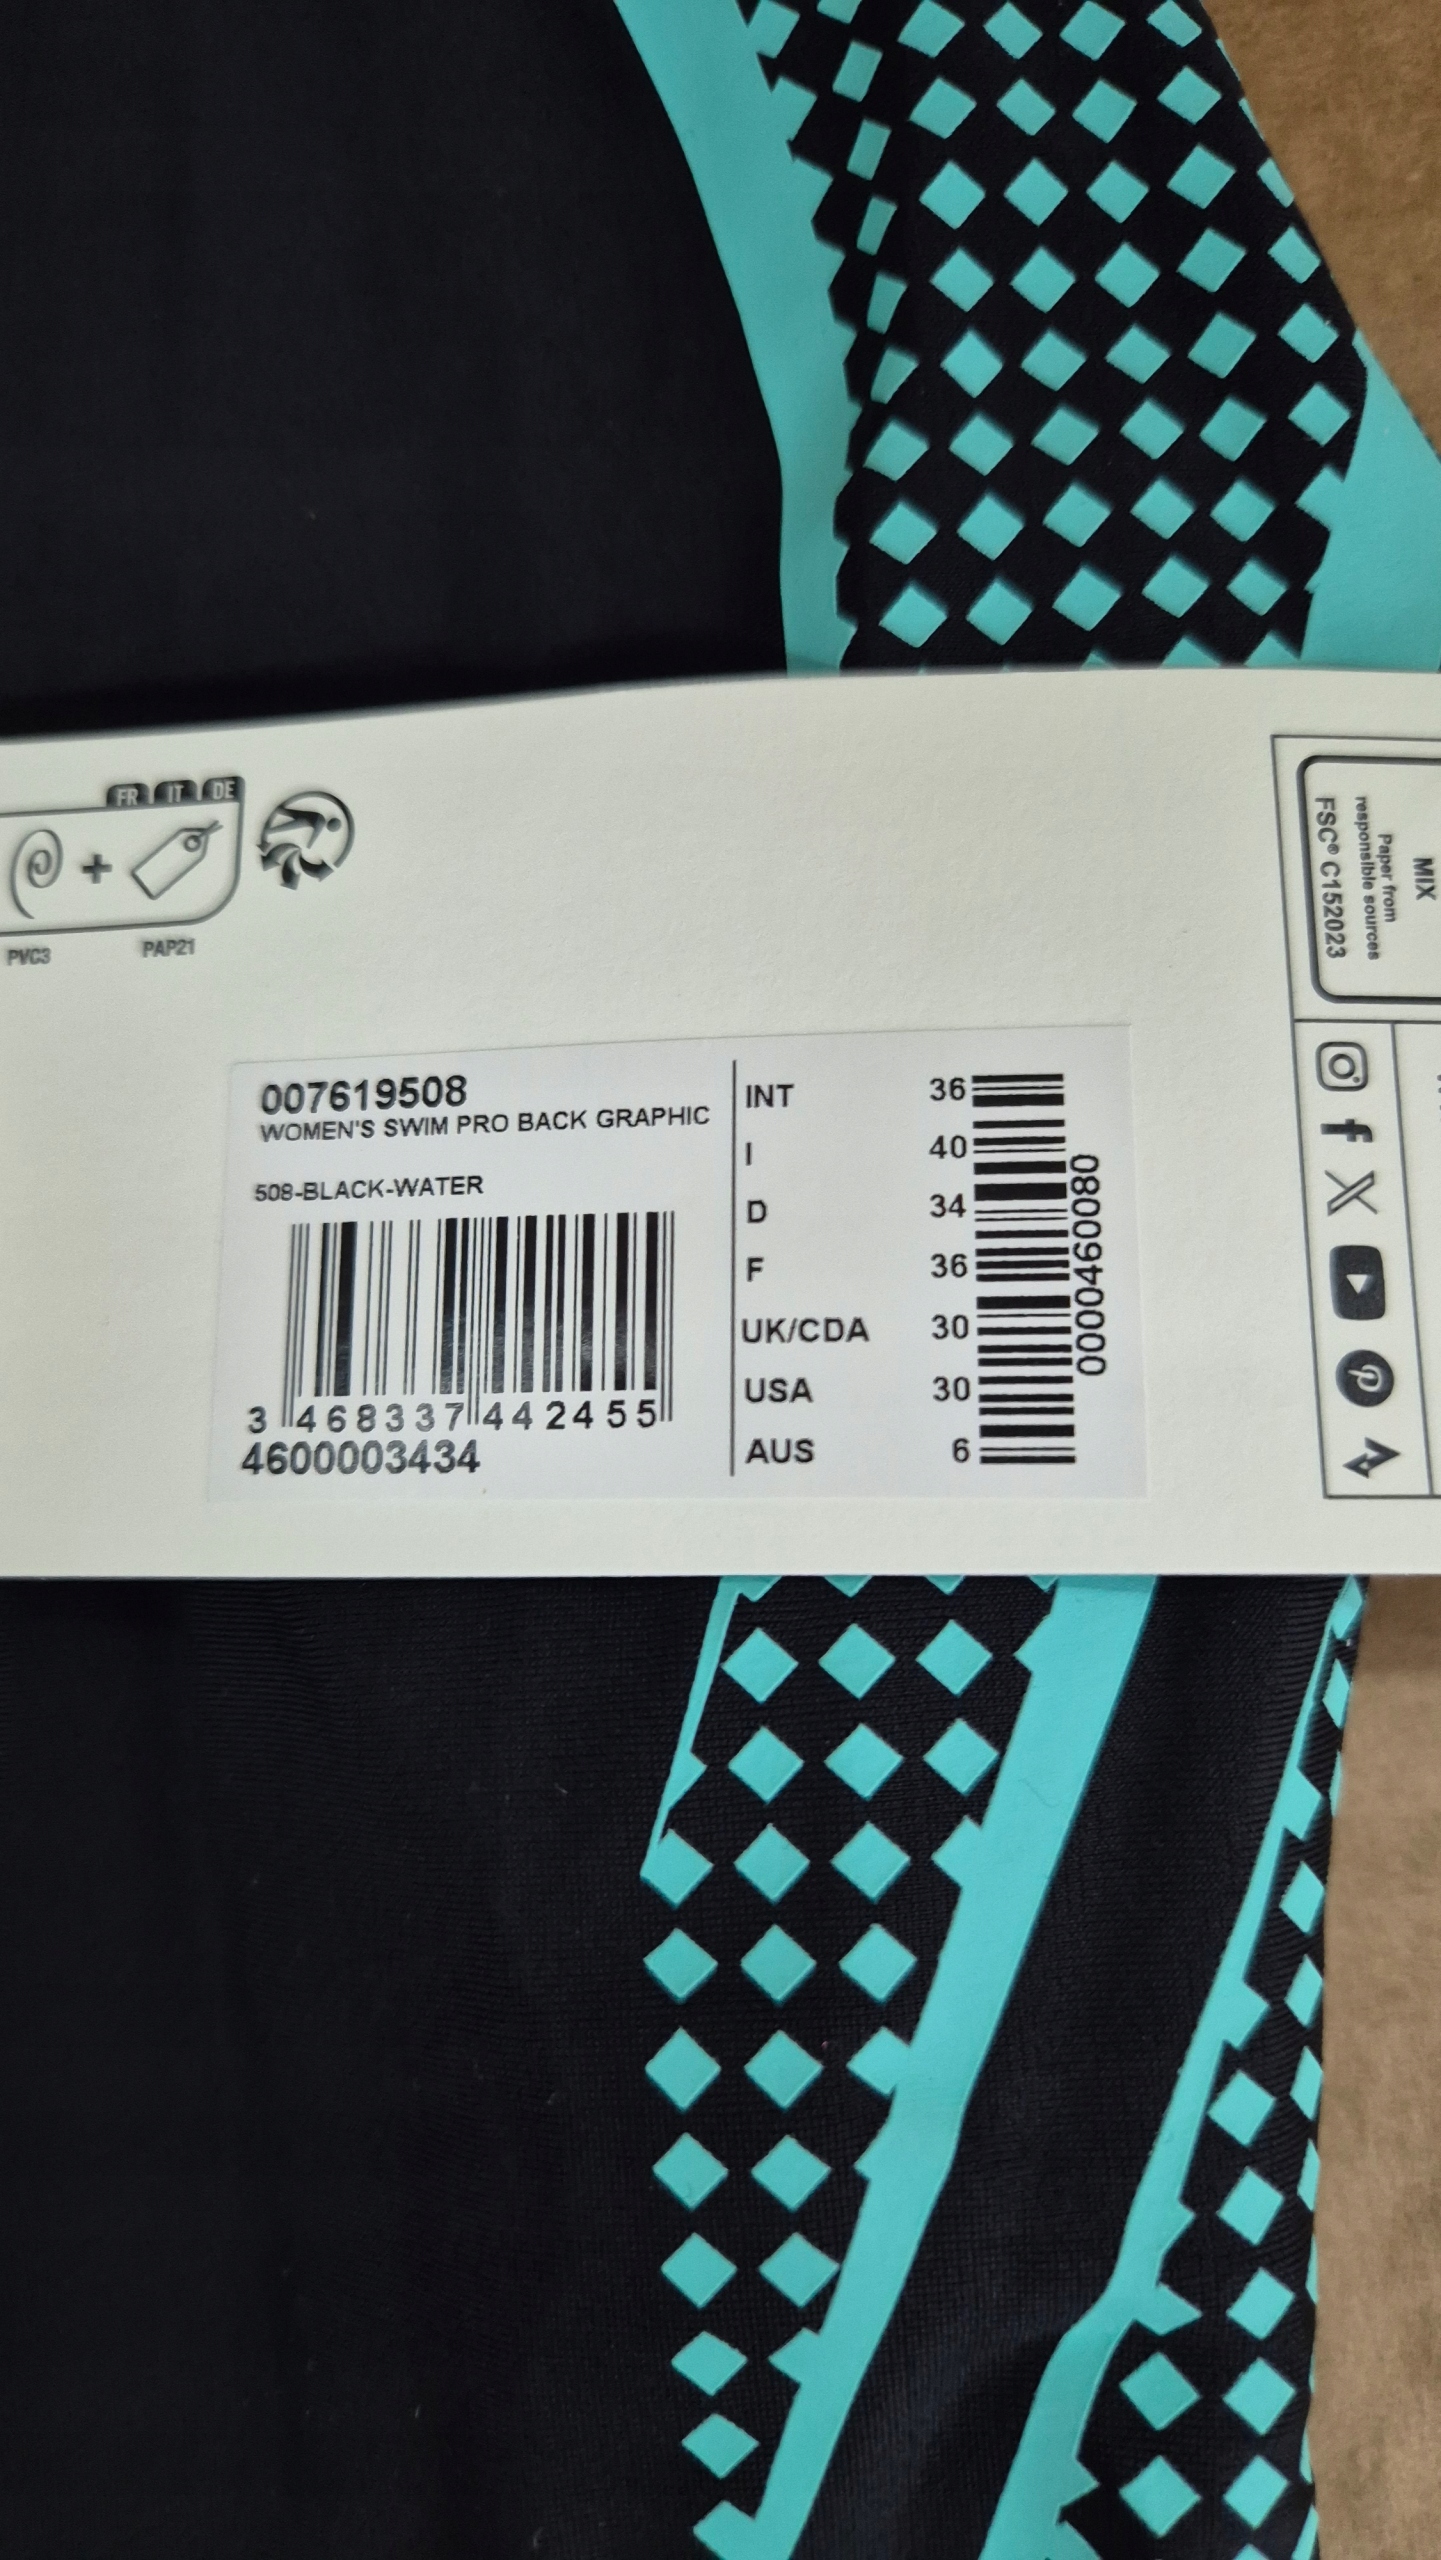 FR IT DE
PVC3
PAP21
MIX
Paper from
responsible sources
FSC® C152023
007619508
WOMEN'S SWIM PRO BACK GRAPHIC
508-BLACK-WATER
3 468337 442455
4600003434
INT 36
I 40
D 34
F 36
UK/CDA 30
USA 30
AUS 6
0000460080